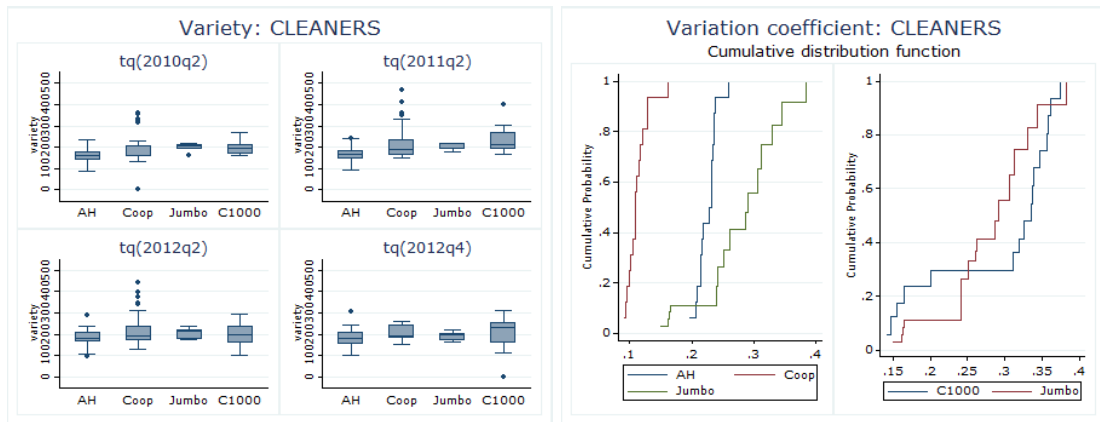 Variety: CLEANERS
tq(2010q2)
variety
0 100200300400500
AH Coop Jumbo C1000
tq(2011q2)
variety
0 100200300400500
AH Coop Jumbo C1000
tq(2012q2)
variety
0 100200300400500
AH Coop Jumbo C1000
tq(2012q4)
variety
0 100200300400500
AH Coop Jumbo C1000
Variation coefficient: CLEANERS
Cumulative distribution function
Cumulative Probability
1
.8
.6
.4
.2
0
.1 .2 .3 .4
AH Coop
Jumbo
Cumulative Probability
1
.8
.6
.4
.2
0
.15 .2 .25 .3 .35 .4
C1000 Jumbo